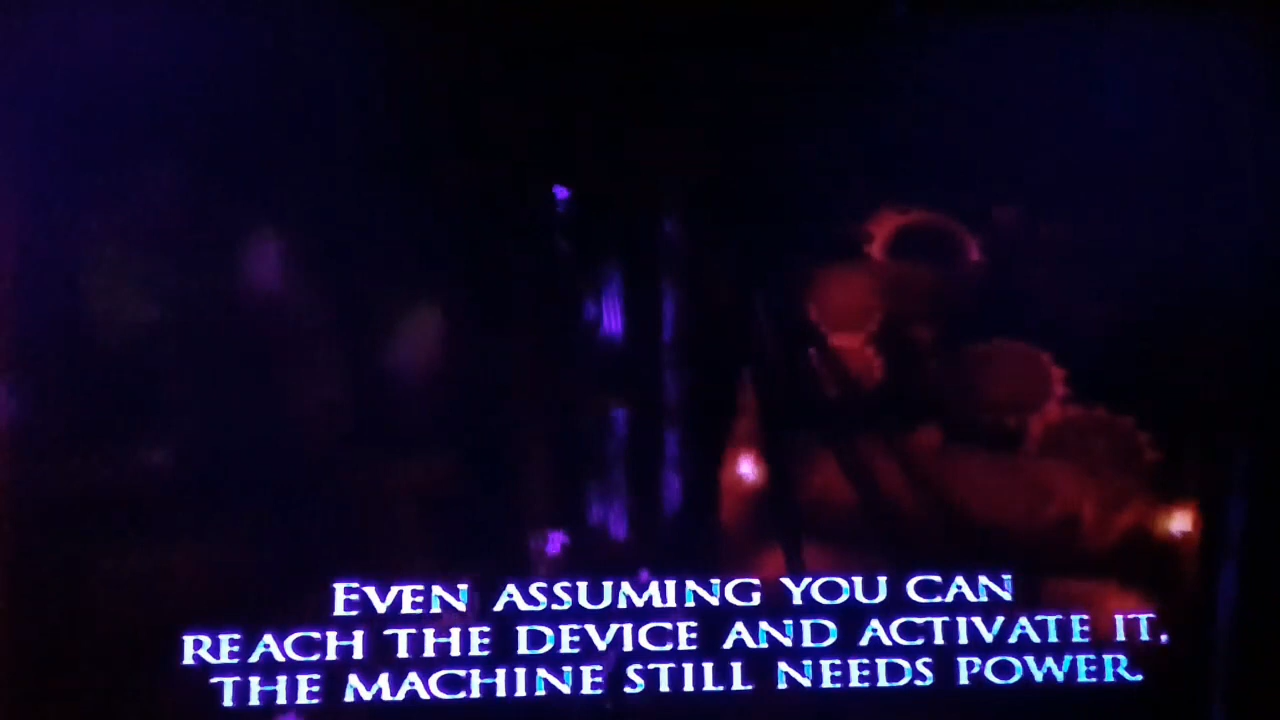 EVEN ASSUMING YOU CAN
REACH THE DEVICE AND ACTIVATE IT,
THE MACHINE STILL NEEDS POWER.